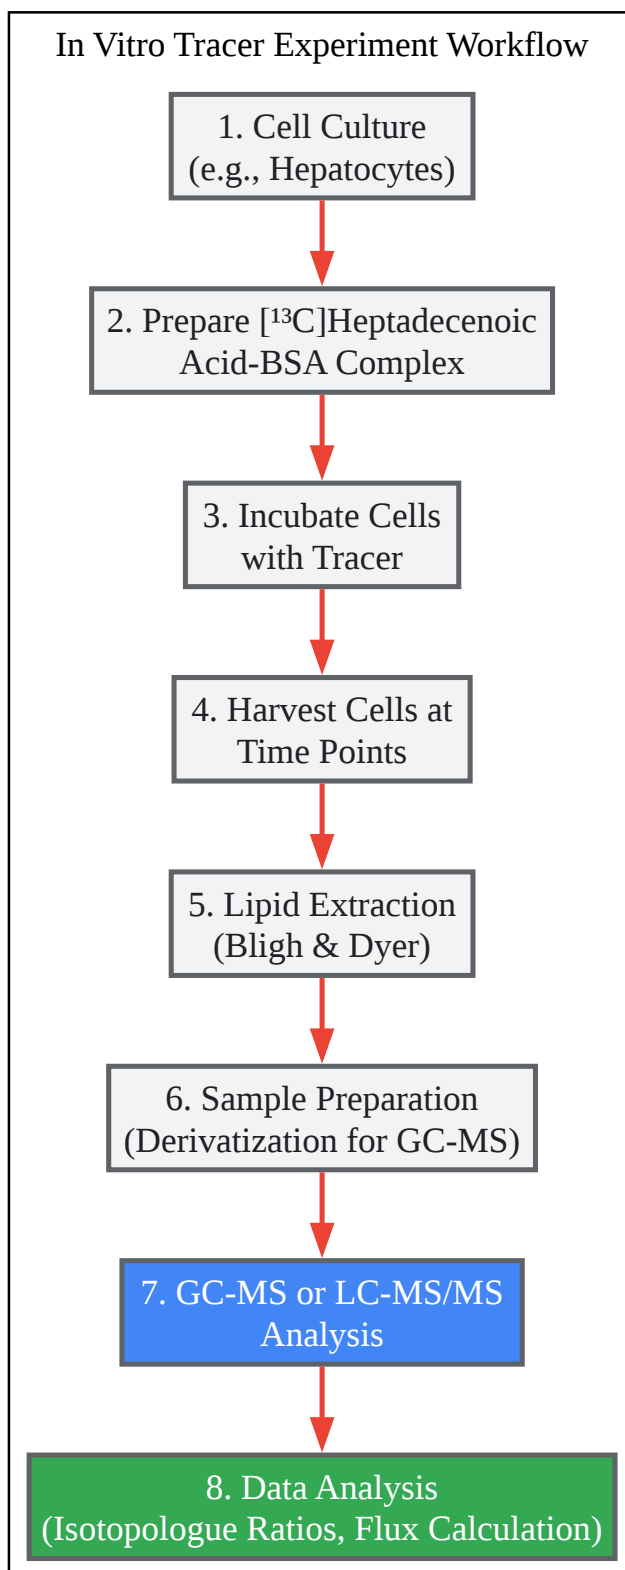 In Vitro Tracer Experiment Workflow
1. Cell Culture
(e.g., Hepatocytes)
2. Prepare [¹³C]Heptadecenoic
Acid-BSA Complex
3. Incubate Cells
with Tracer
4. Harvest Cells at
Time Points
5. Lipid Extraction
(Bligh & Dyer)
6. Sample Preparation
(Derivatization for GC-MS)
7. GC-MS or LC-MS/MS
Analysis
8. Data Analysis
(Isotopologue Ratios, Flux Calculation)